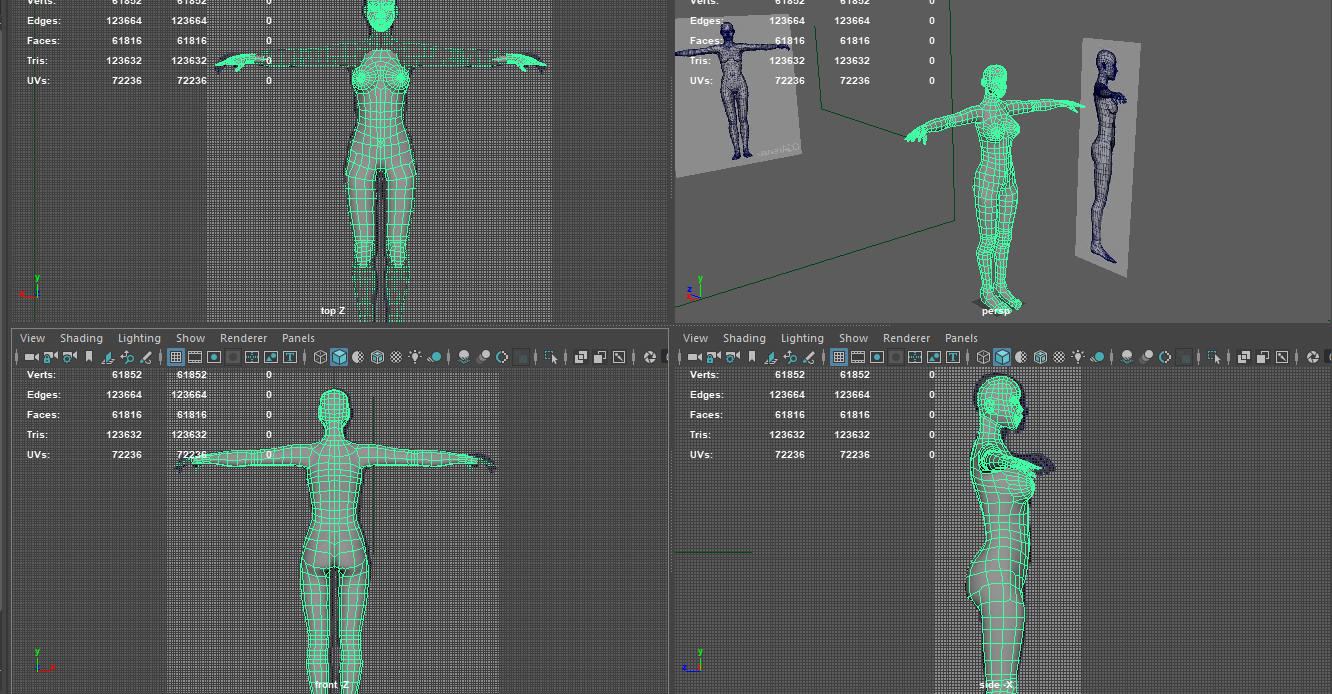 Verts: 61852 61852 0
Edges: 123664 123664 0
Faces: 61816 61816 0
Tris: 123632 123632 0
UVs: 72236 72236 0
y
top Z
Verts: 61852 61852 0
Edges: 123664 123664 0
Faces: 61816 61816 0
Tris: 123632 123632 0
UVs: 72236 72236 0
y
z
persp
View Shading Lighting Show Renderer Panels
Verts: 61852 61852 0
Edges: 123664 123664 0
Faces: 61816 61816 0
Tris: 123632 123632 0
UVs: 72236 72236 0
y
front -Z
View Shading Lighting Show Renderer Panels
Verts: 61852 61852 0
Edges: 123664 123664 0
Faces: 61816 61816 0
Tris: 123632 123632 0
UVs: 72236 72236 0
y
z
side -X